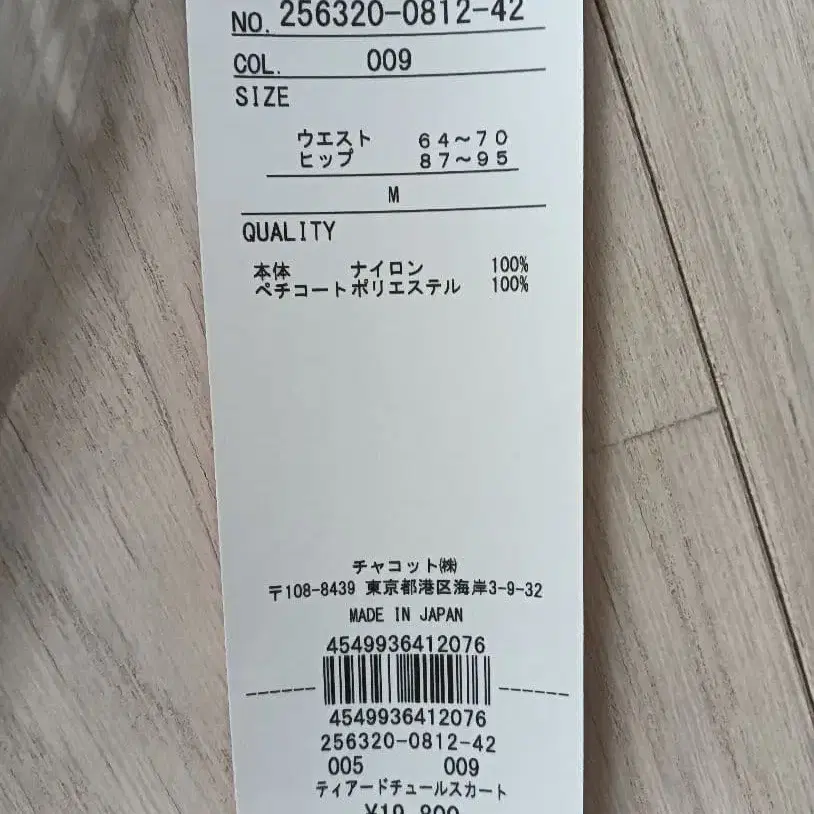 NO. 256320-0812-42
COL. 009
SIZE
ウエスト 64～70
ヒップ 87～95
M
QUALITY
本体 ナイロン 100%
ペチコート ポリエステル 100%
チャコット㈱
〒108-8439 東京都港区海岸3-9-32
MADE IN JAPAN
4549936412076
4549936412076
256320-0812-42
005 009
ティアードチュールスカート
¥19,800